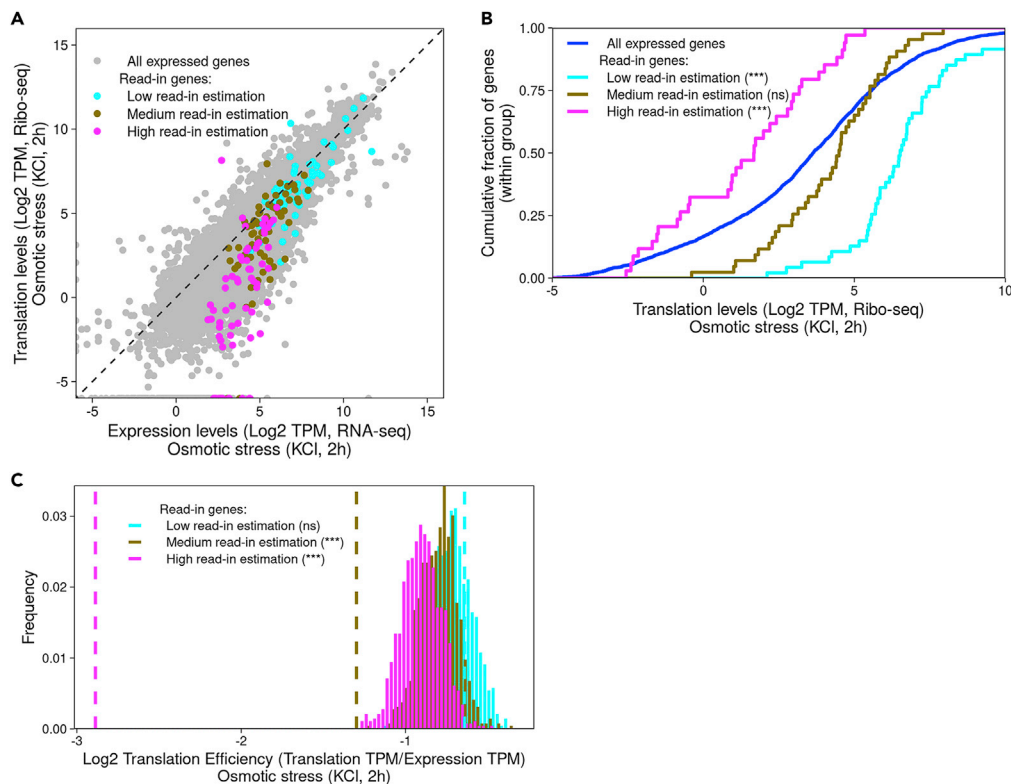 A
15
10
5
0
-5
Translation levels (Log2 TPM, Ribo-seq)
Osmotic stress (KCl, 2h)
All expressed genes
Read-in genes:
Low read-in estimation
Medium read-in estimation
High read-in estimation
-5 0 5 10 15
Expression levels (Log2 TPM, RNA-seq)
Osmotic stress (KCl, 2h)
B
1.00
0.75
0.50
0.25
0.00
Cumulative fraction of genes
(within group)
All expressed genes
Read-in genes:
Low read-in estimation (***)
Medium read-in estimation (ns)
High read-in estimation (***)
-5 0 5 10
Translation levels (Log2 TPM, Ribo-seq)
Osmotic stress (KCl, 2h)
C
0.03
0.02
0.01
0.00
Frequency
Read-in genes:
Low read-in estimation (ns)
Medium read-in estimation (***)
High read-in estimation (***)
-3 -2 -1
Log2 Translation Efficiency (Translation TPM/Expression TPM)
Osmotic stress (KCl, 2h)